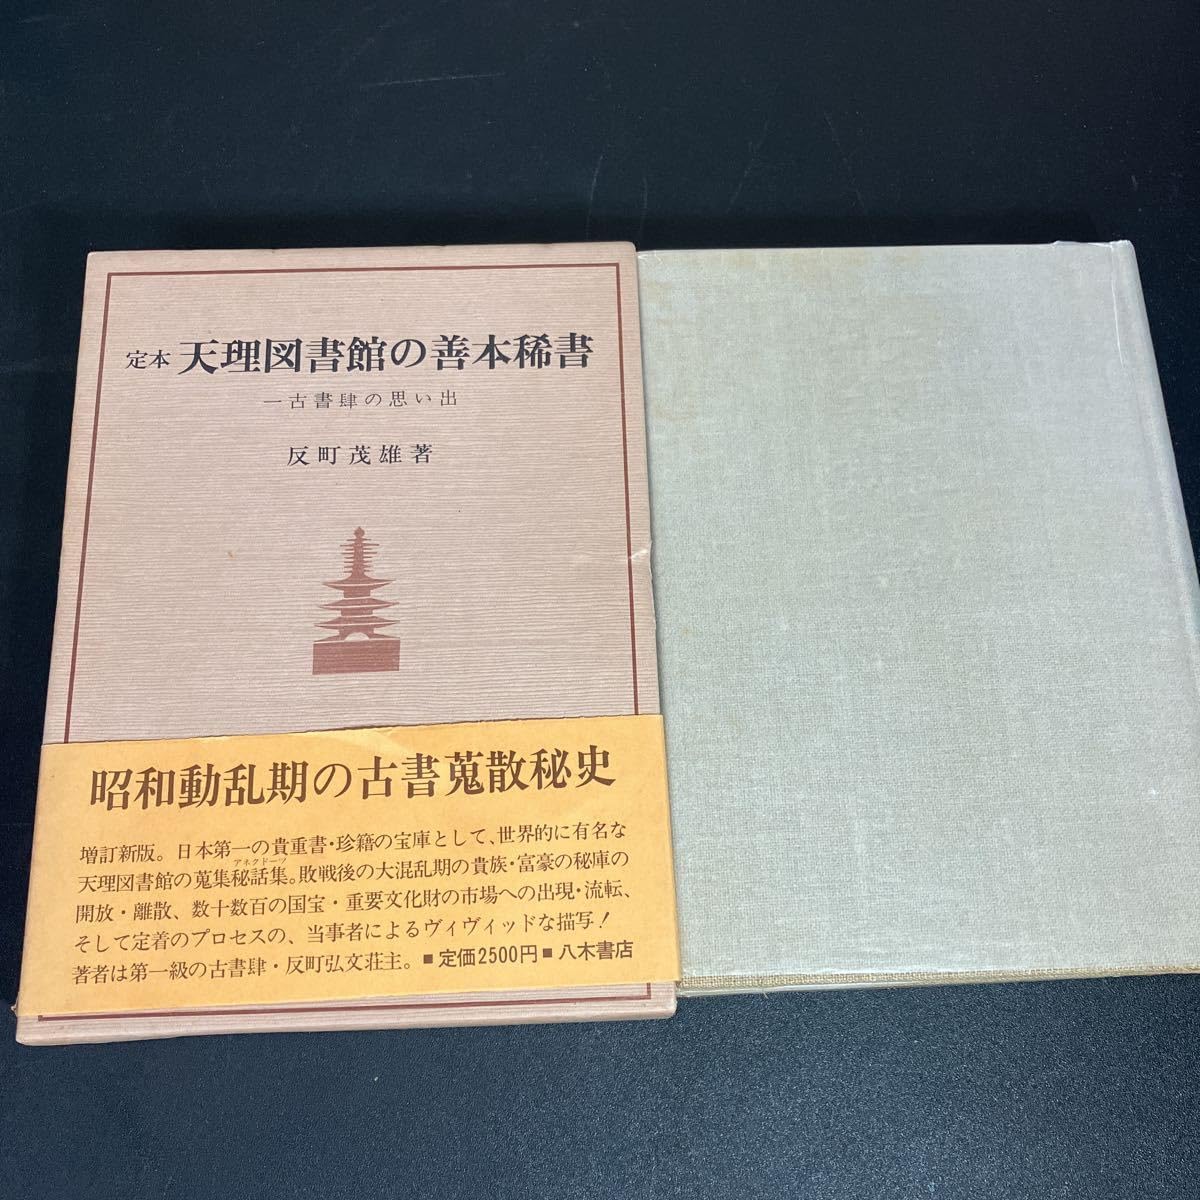 定本 天理図書館の善本稀書
一古書肆の思い出
反町茂雄著
昭和動乱期の古書蒐散秘史
増訂新版。日本第一の貴重書・珍籍の宝庫として、世界的に有名な
アネクドーツ
天理図書館の蒐集秘話集。敗戦後の大混乱期の貴族・富豪の秘庫の
開放・離散、数十数百の国宝・重要文化財の市場への出現・流転、
そして定着のプロセスの、当事者によるヴィヴィッドな描写!
著者は第一級の古書肆・反町弘文荘主。■定価2500円■八木書店